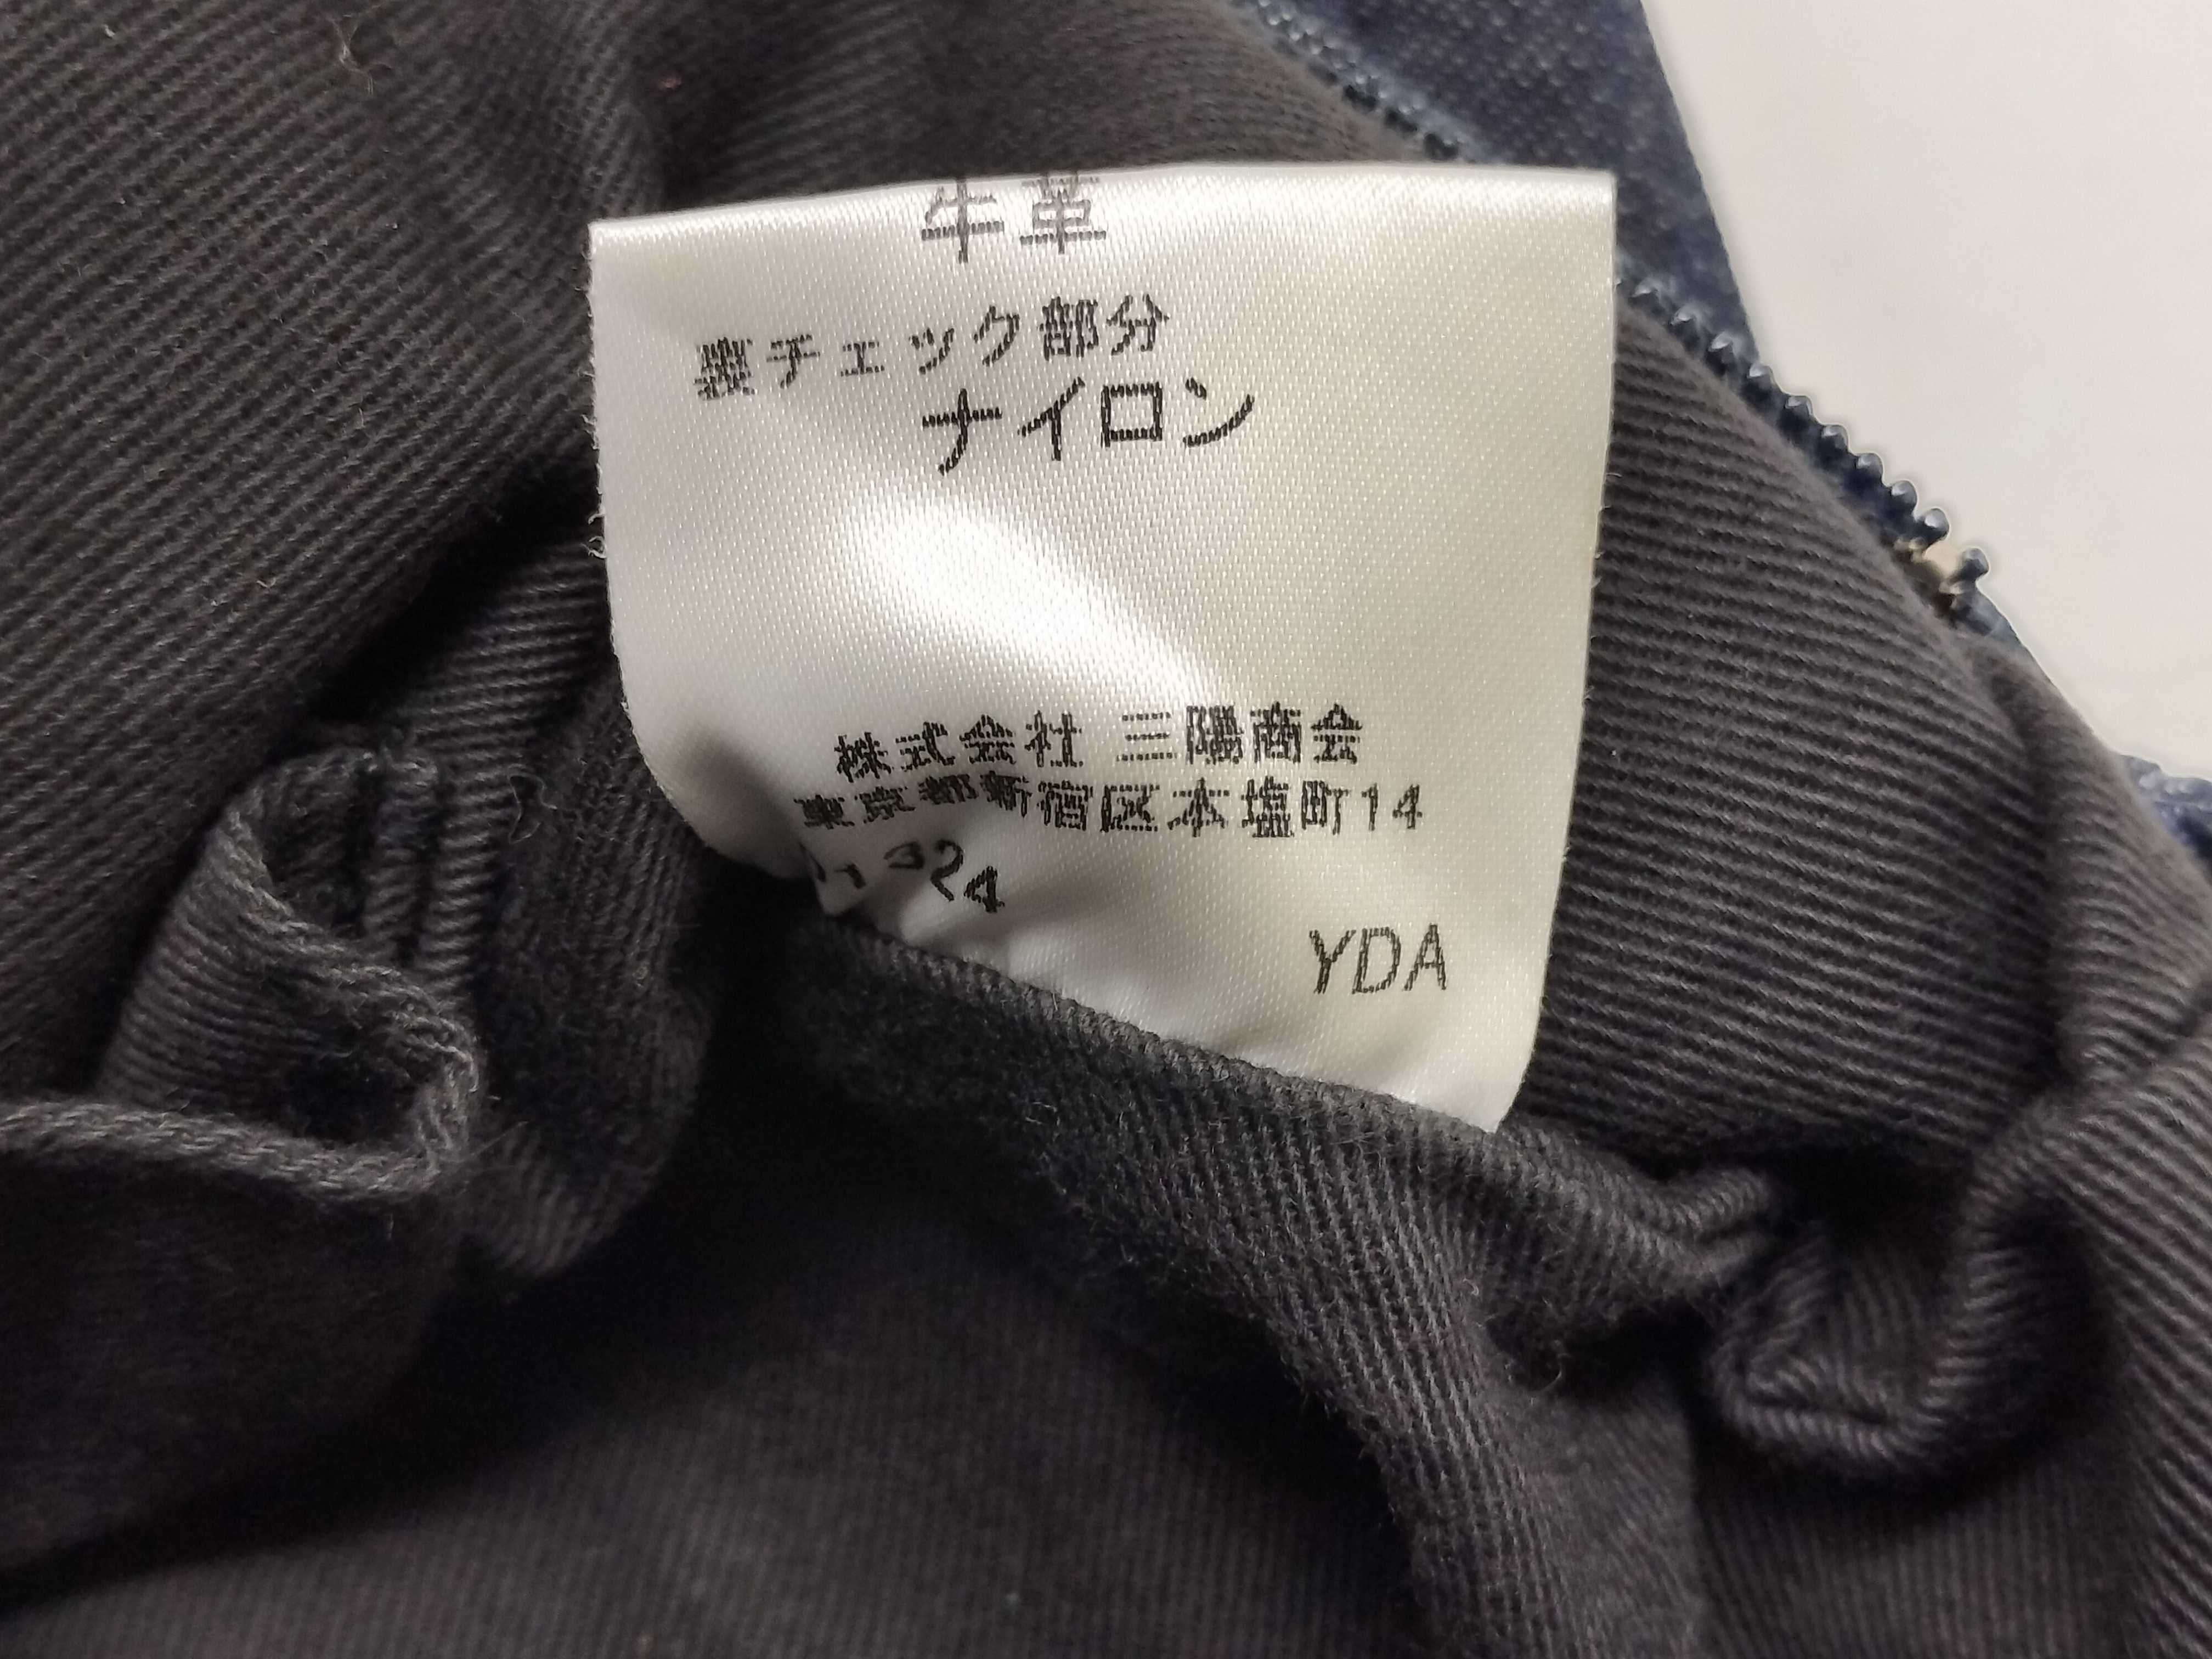 牛革
裏チェック部分
ナイロン
株式会社 三陽商会
東京都新宿区本塩町14
YDA